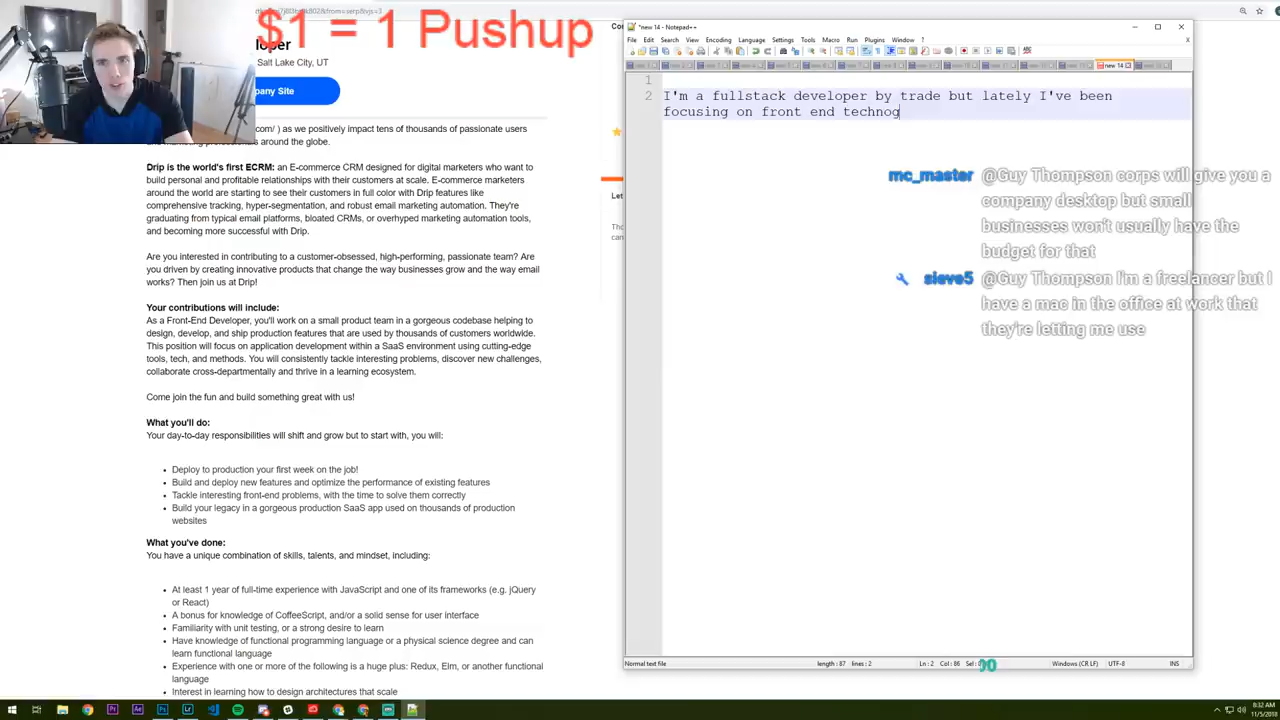 $1 = 1 Pushup
oper
Salt Lake City, UT
pany Site
com/ ) as we positively impact tens of thousands of passionate users
around the globe.
Drip is the world's first ECRM: an E-commerce CRM designed for digital marketers who want to
build personal and profitable relationships with their customers at scale. E-commerce marketers
around the world are starting to see their customers in full color with Drip features like
comprehensive tracking, hyper-segmentation, and robust email marketing automation. They're
graduating from typical email platforms, bloated CRMs, or overhyped marketing automation tools,
and becoming more successful with Drip.
Are you interested in contributing to a customer-obsessed, high-performing, passionate team? Are
you driven by creating innovative products that change the way businesses grow and the way email
works? Then join us at Drip!
Your contributions will include:
As a Front-End Developer, you'll work on a small product team in a gorgeous codebase helping to
design, develop, and ship production features that are used by thousands of customers worldwide.
This position will focus on application development within a SaaS environment using cutting-edge
tools, tech, and methods. You will consistently tackle interesting problems, discover new challenges,
collaborate cross-departmentally and thrive in a learning ecosystem.
Come join the fun and build something great with us!
What you'll do:
Your day-to-day responsibilities will shift and grow but to start with, you will:
• Deploy to production your first week on the job!
• Build and deploy new features and optimize the performance of existing features
• Tackle interesting front-end problems, with the time to solve them correctly
• Build your legacy in a gorgeous production SaaS app used on thousands of production
websites
What you've done:
You have a unique combination of skills, talents, and mindset, including:
• At least 1 year of full-time experience with JavaScript and one of its frameworks (e.g. jQuery
or React)
• A bonus for knowledge of CoffeeScript, and/or a solid sense for user interface
• Familiarity with unit testing, or a strong desire to learn
• Have knowledge of functional programming language or a physical science degree and can
learn functional language
• Experience with one or more of the following is a huge plus: Redux, Elm, or another functional
language
• Interest in learning how to design architectures that scale
*new 14 - Notepad++
File Edit Search View Encoding Language Settings Tools Macro Run Plugins Window ?
new 14
1
2 I'm a fullstack developer by trade but lately I've been
focusing on front end technog
mc_master @Guy Thompson corps will give you a
company desktop but small
businesses won't usually have the
budget for that
sieve5 @Guy Thompson I'm a freelancer but I
have a mac in the office at work that
they're letting me use
Normal text file length : 87 lines : 2 Ln : 2 Col : 86 Sel : 90 Windows (CR LF) UTF-8 INS
8:32 AM
11/5/2018